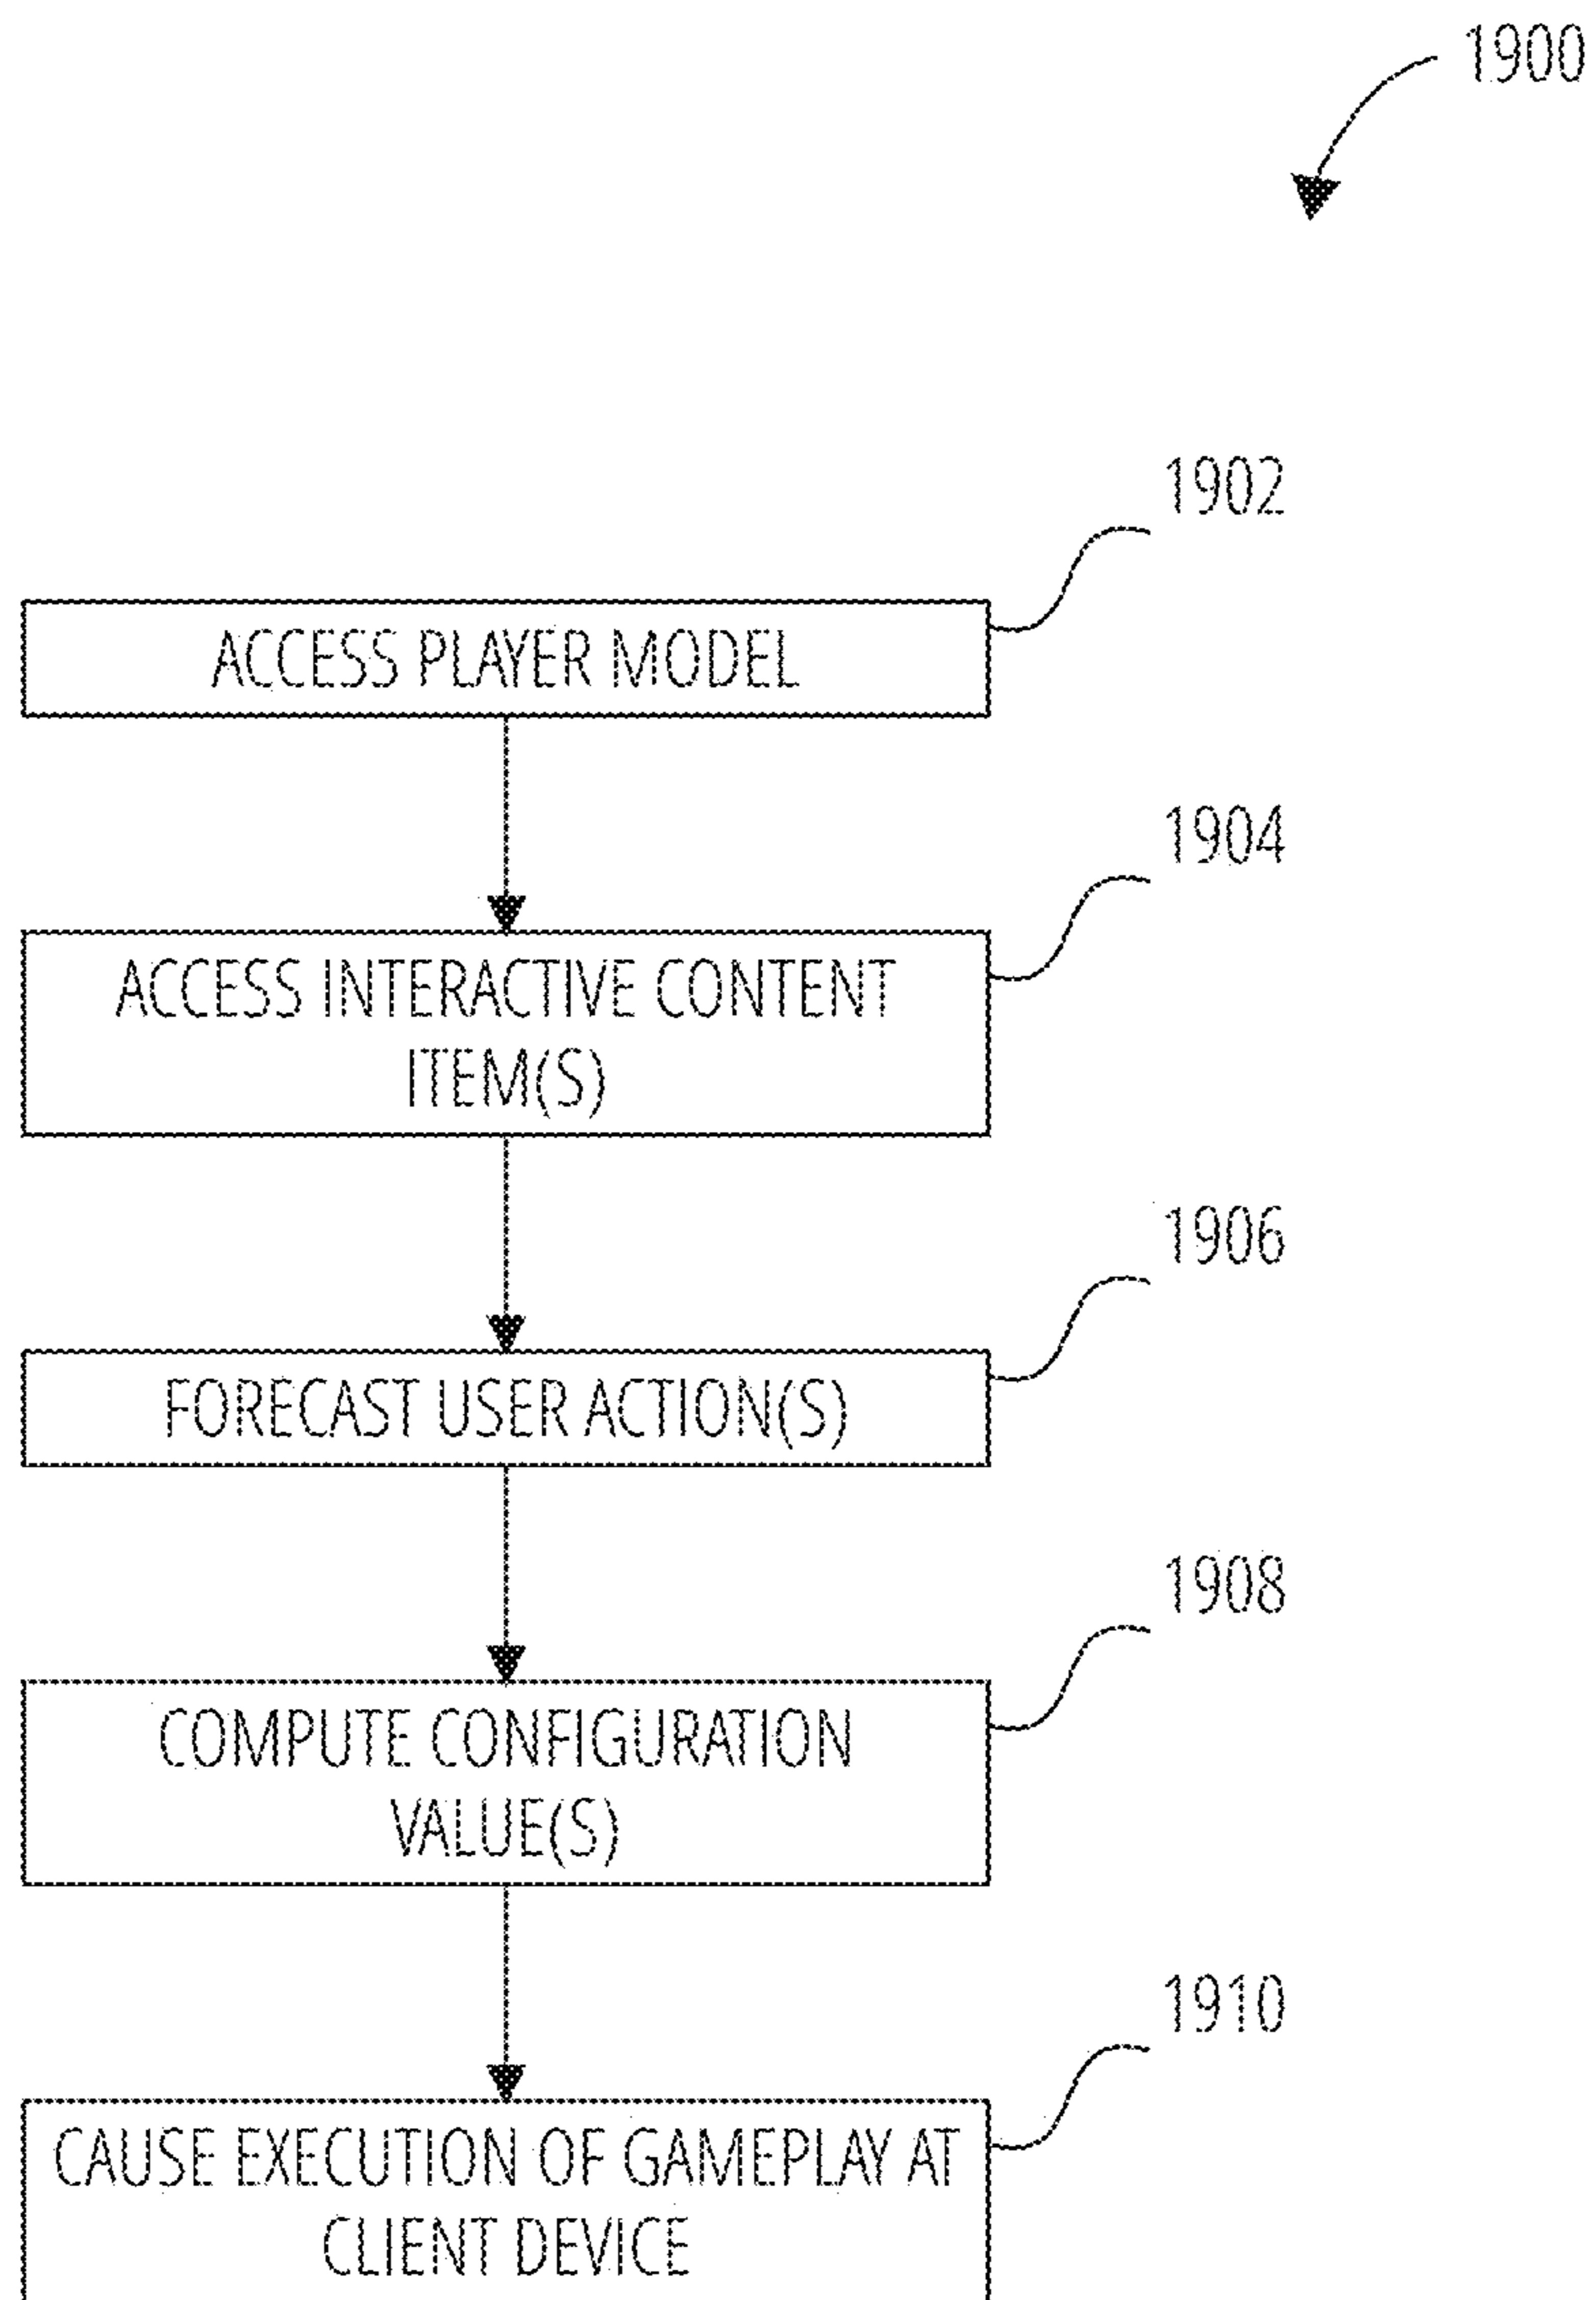 1900
1902
ACCESS PLAYER MODEL
1904
ACCESS INTERACTIVE CONTENT
ITEM(S)
1906
FORECAST USER ACTION(S)
1908
COMPUTE CONFIGURATION
VALUE(S)
1910
CAUSE EXECUTION OF GAMEPLAY AT
CLIENT DEVICE